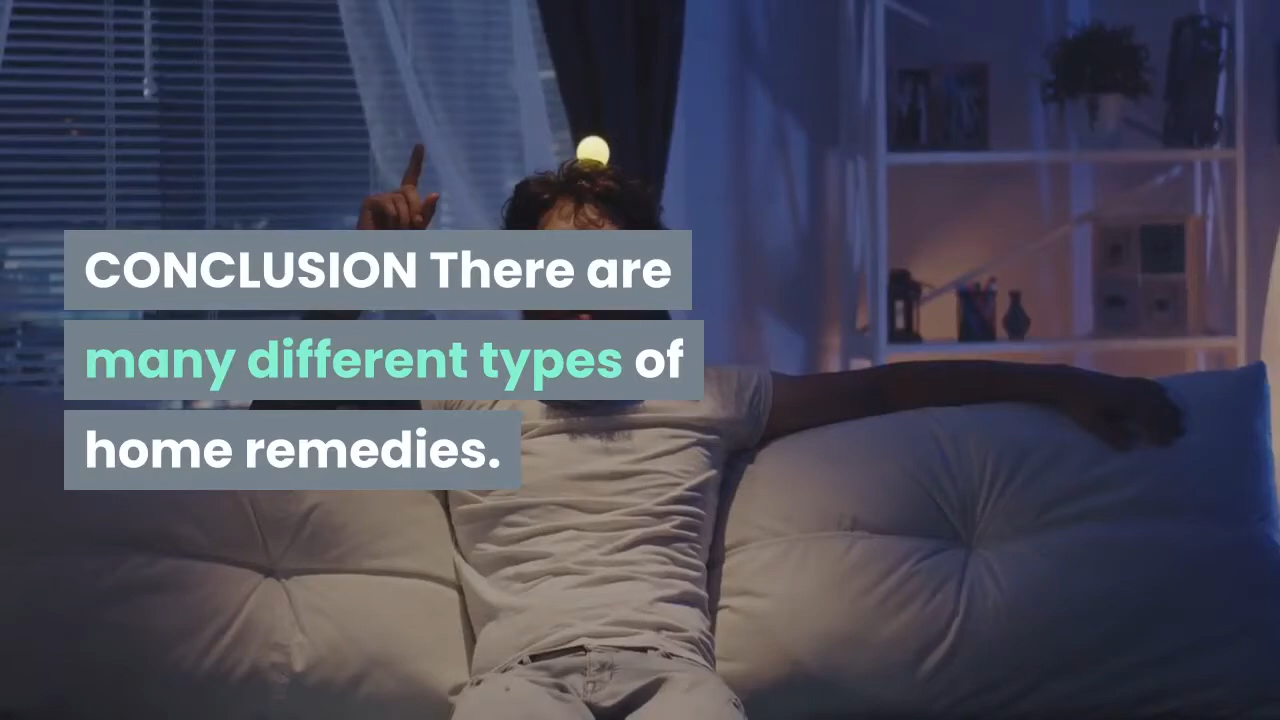 CONCLUSION There are
many different types of
home remedies.